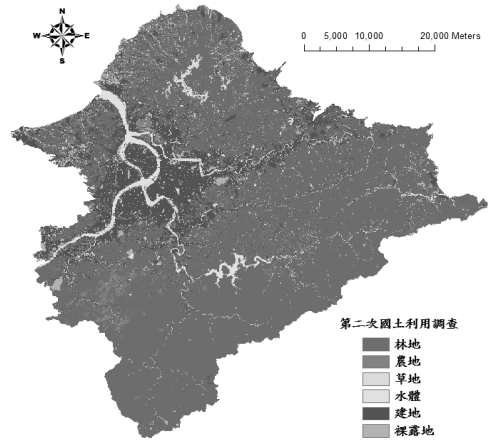 N
W E
S
0 5,000 10,000 20,000 Meters
第二次國土利用調查
林地
農地
草地
水體
建地
裸露地